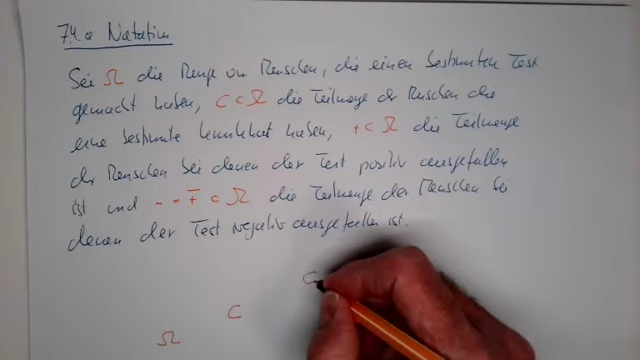 7.4.a Notation
Sei Ω die Menge von Menschen, die einen bestimmten Test
gemacht haben, C ⊂ Ω die Teilmenge der Menschen die
eine bestimmte Krankheit haben, + ⊂ Ω die Teilmenge
der Menschen bei denen der Test positiv ausgefallen
ist und - = +̅ ⊂ Ω die Teilmenge der Menschen bei
denen der Test negativ ausgefallen ist.
C
C
Ω